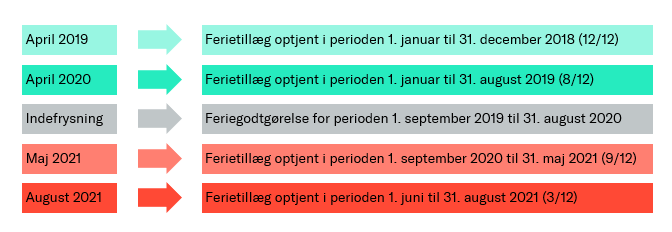 April 2019 Ferietillæg optjent i perioden 1. januar til 31. december 2018 (12/12)
April 2020 Ferietillæg optjent i perioden 1. januar til 31. august 2019 (8/12)
Indefrysning Feriegodtgørelse for perioden 1. september 2019 til 31. august 2020
Maj 2021 Ferietillæg optjent i perioden 1. september 2020 til 31. maj 2021 (9/12)
August 2021 Ferietillæg optjent i perioden 1. juni til 31. august 2021 (3/12)